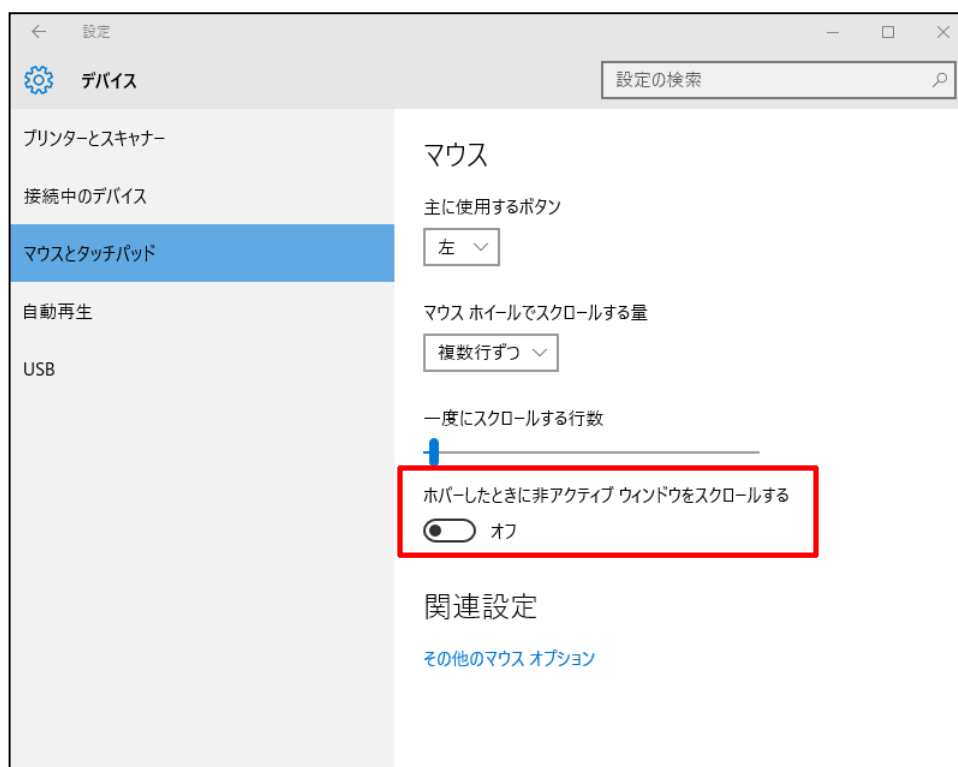 設定
デバイス
設定の検索
プリンターとスキャナー
接続中のデバイス
マウスとタッチパッド
自動再生
USB
マウス
主に使用するボタン
左
マウス ホイールでスクロールする量
複数行ずつ
一度にスクロールする行数
ホバーしたときに非アクティブ ウィンドウをスクロールする
オフ
関連設定
その他のマウス オプション